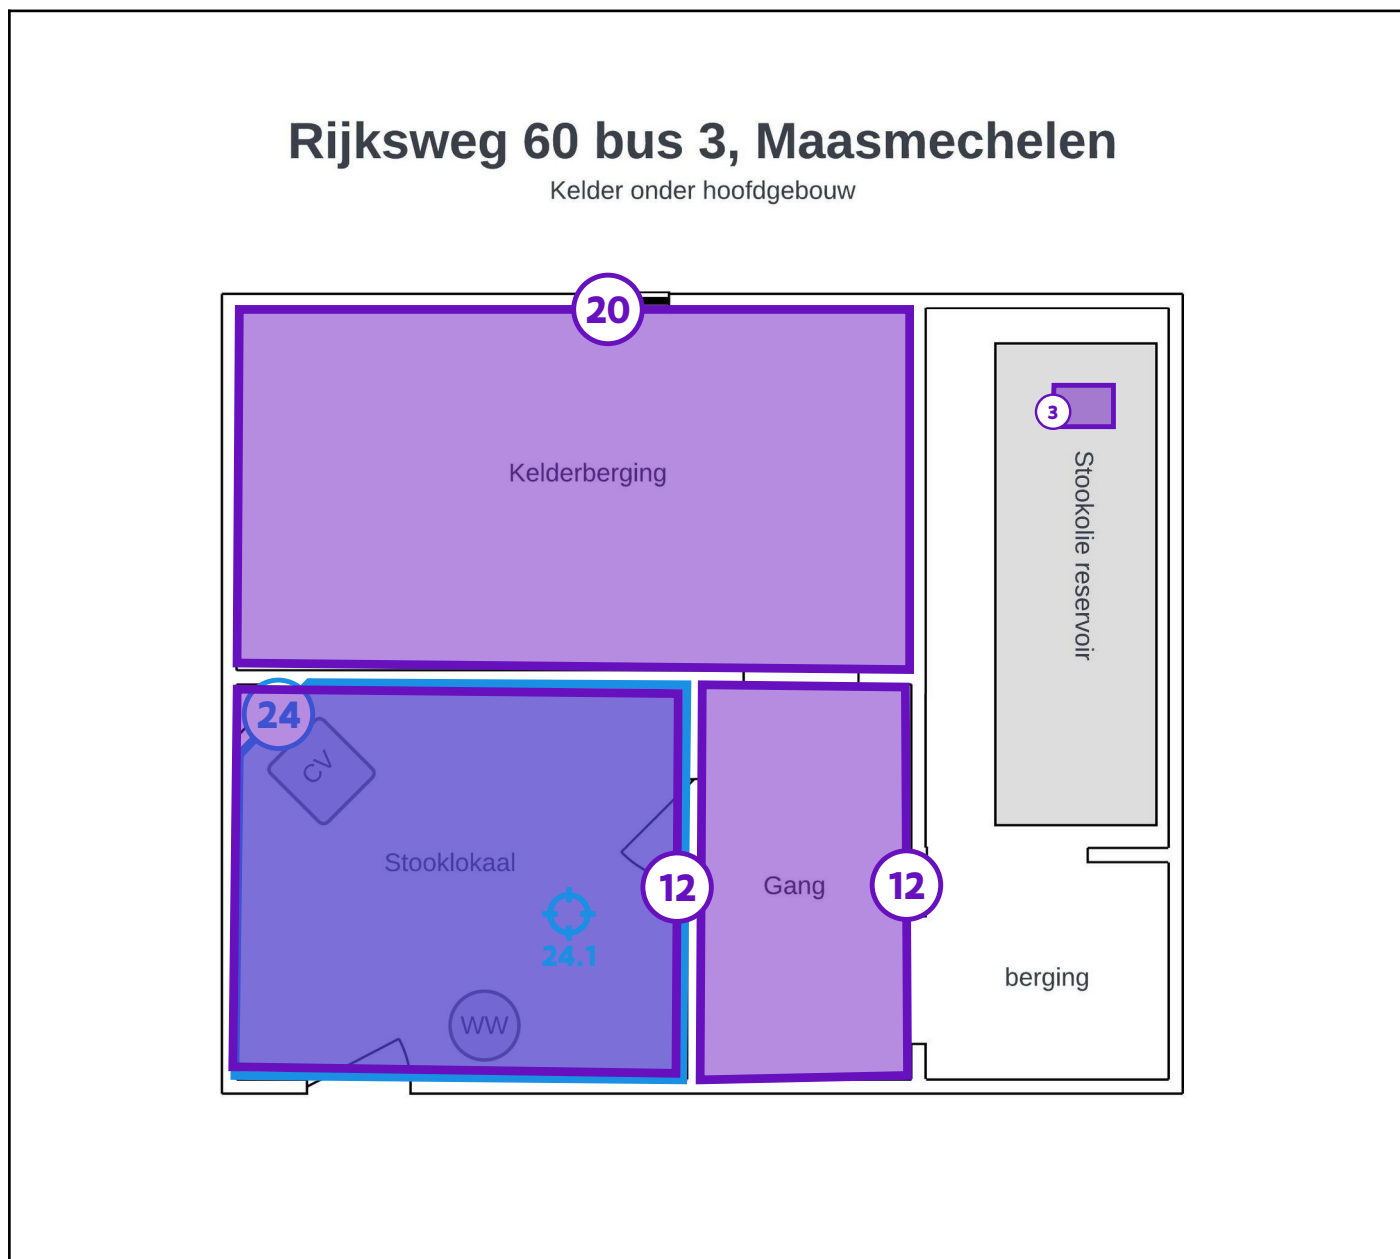 Rijksweg 60 bus 3, Maasmechelen
Kelder onder hoofdgebouw
20
3
Kelderberging
Stookolie reservoir
24
CV
Stooklokaal
12
Gang
12
24.1
berging
WW